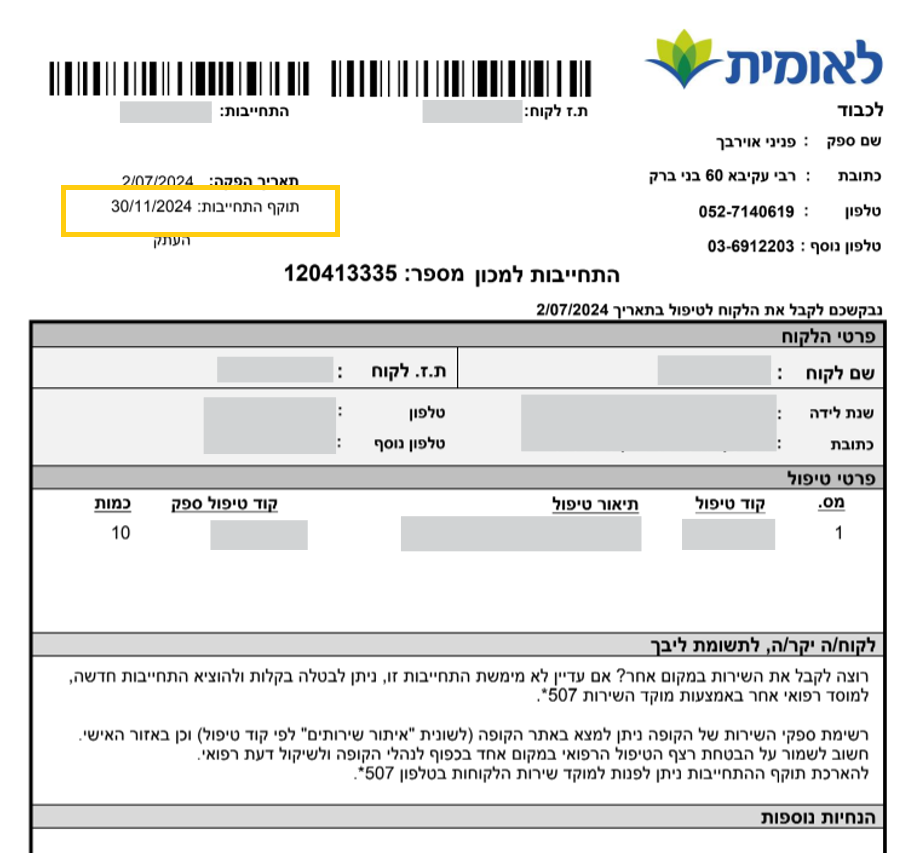 לאומית
לכבוד
ת.ז לקוח:
התחייבות:
שם ספק : פניני אוירבך
כתובת : רבי עקיבא 60 בני ברק
תאריך הפקה: 2/07/2024
טלפון : 052-7140619
תוקף התחייבות: 30/11/2024
טלפון נוסף : 03-6912203
העתק
התחייבות למכון מספר: 120413335
נבקשכם לקבל את הלקוח לטיפול בתאריך 2/07/2024
פרטי הלקוח
שם לקוח : ת.ז. לקוח :
שנת לידה : טלפון :
כתובת : טלפון נוסף :
פרטי טיפול
מס. קוד טיפול תיאור טיפול קוד טיפול ספק כמות
1 10
לקוח/ה יקר/ה, לתשומת ליבך
רוצה לקבל את השירות במקום אחר? אם עדיין לא מימשת התחייבות זו, ניתן לבטלה בקלות ולהוציא התחייבות חדשה,
למוסד רפואי אחר באמצעות מוקד השירות 507*.
רשימת ספקי השירות של הקופה ניתן למצא באתר הקופה (לשונית "איתור שירותים" לפי קוד טיפול) וכן באזור האישי.
חשוב לשמור על הבטחת רצף הטיפול הרפואי במקום אחד בכפוף לנהלי הקופה ולשיקול דעת רפואי.
להארכת תוקף ההתחייבות ניתן לפנות למוקד שירות הלקוחות בטלפון 507*.
הנחיות נוספות